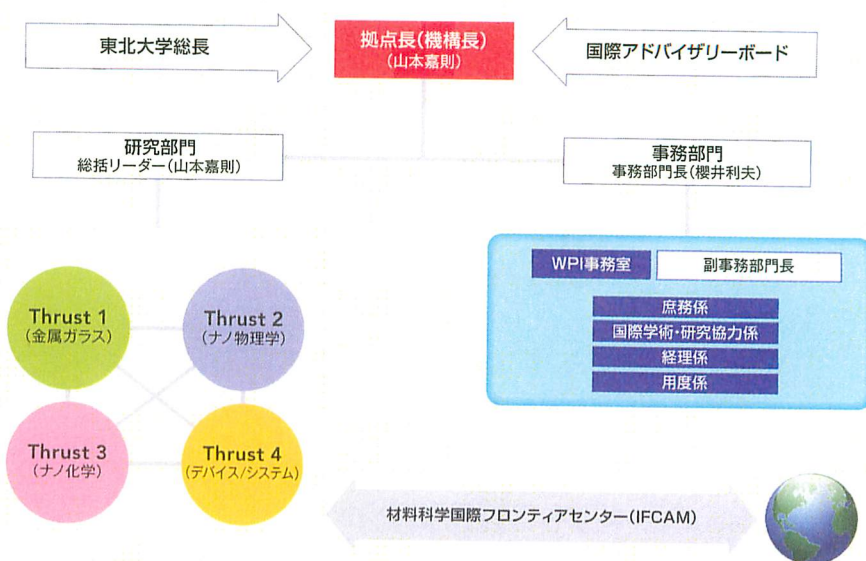 東北大学総長
拠点長(機構長)
(山本嘉則)
国際アドバイザリーボード
研究部門
総括リーダー(山本嘉則)
事務部門
事務部門長(櫻井利夫)
WPI事務室
副事務部門長
庶務係
国際学術・研究協力係
経理係
用度係
Thrust 1
(金属ガラス)
Thrust 2
(ナノ物理学)
Thrust 3
(ナノ化学)
Thrust 4
(デバイス/システム)
材料科学国際フロンティアセンター(IFCAM)